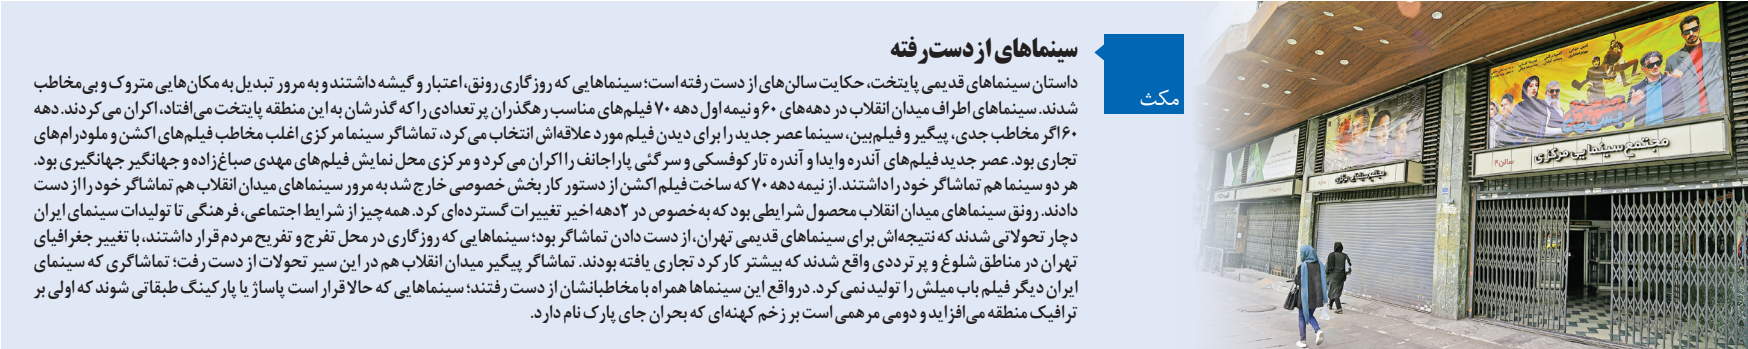 سینماهای از دست‌رفته
مکث
داستان سینماهای قدیمی پایتخت، حکایت سالن‌های از دست رفته است؛ سینماهایی که روزگاری رونق، اعتبار و گیشه داشتند و به مرور تبدیل به مکان‌هایی متروک و بی‌مخاطب
شدند. سینماهای اطراف میدان انقلاب در دهه‌های ۶۰ و نیمه اول دهه ۷۰ فیلم‌های مناسب رهگذران پر تعدادی را که گذرشان به این منطقه پایتخت می‌افتاد، اکران می‌کردند. دهه
۶۰ اگر مخاطب جدی، پیگیر و فیلم‌بین، سینما عصر جدید را برای دیدن فیلم مورد علاقه‌اش انتخاب می‌کرد، تماشاگر سینما مرکزی اغلب مخاطب فیلم‌های اکشن و ملودرام‌های
تجاری بود. عصر جدید فیلم‌های آندره وایدا و آندره تارکوفسکی و سرگئی پاراجانف را اکران می‌کرد و مرکزی محل نمایش فیلم‌های مهدی صباغ‌زاده و جهانگیر جهانگیری بود.
هر دو سینما هم تماشاگر خود را داشتند. از نیمه دهه ۷۰ که ساخت فیلم اکشن از دستور کار بخش خصوصی خارج شد به مرور سینماهای میدان انقلاب هم تماشاگر خود را از دست
دادند. رونق سینماهای میدان انقلاب محصول شرایطی بود که به‌خصوص در ۲دهه اخیر تغییرات گسترده‌ای کرد. همه‌چیز از شرایط اجتماعی، فرهنگی تا تولیدات سینمای ایران
دچار تحولاتی شدند که نتیجه‌اش برای سینماهای قدیمی تهران، از دست دادن تماشاگر بود؛ سینماهایی که روزگاری در محل تفرج و تفریح مردم قرار داشتند، با تغییر جغرافیای
تهران در مناطق شلوغ و پر ترددی واقع شدند که بیشتر کارکرد تجاری یافته بودند. تماشاگر پیگیر میدان انقلاب هم در این سیر تحولات از دست رفت؛ تماشاگری که سینمای
ایران دیگر فیلم باب میلش را تولید نمی‌کرد. درواقع این سینماها همراه با مخاطبانشان از دست رفتند؛ سینماهایی که حالا قرار است پاساژ یا پارکینگ طبقاتی شوند که اولی بر
ترافیک منطقه می‌افزاید و دومی مرهمی است بر زخم کهنه‌ای که بحران جای پارک نام دارد.
مجتمع سینمایی مرکزی
سالن۲
مجتمع سینمایی مرکزی